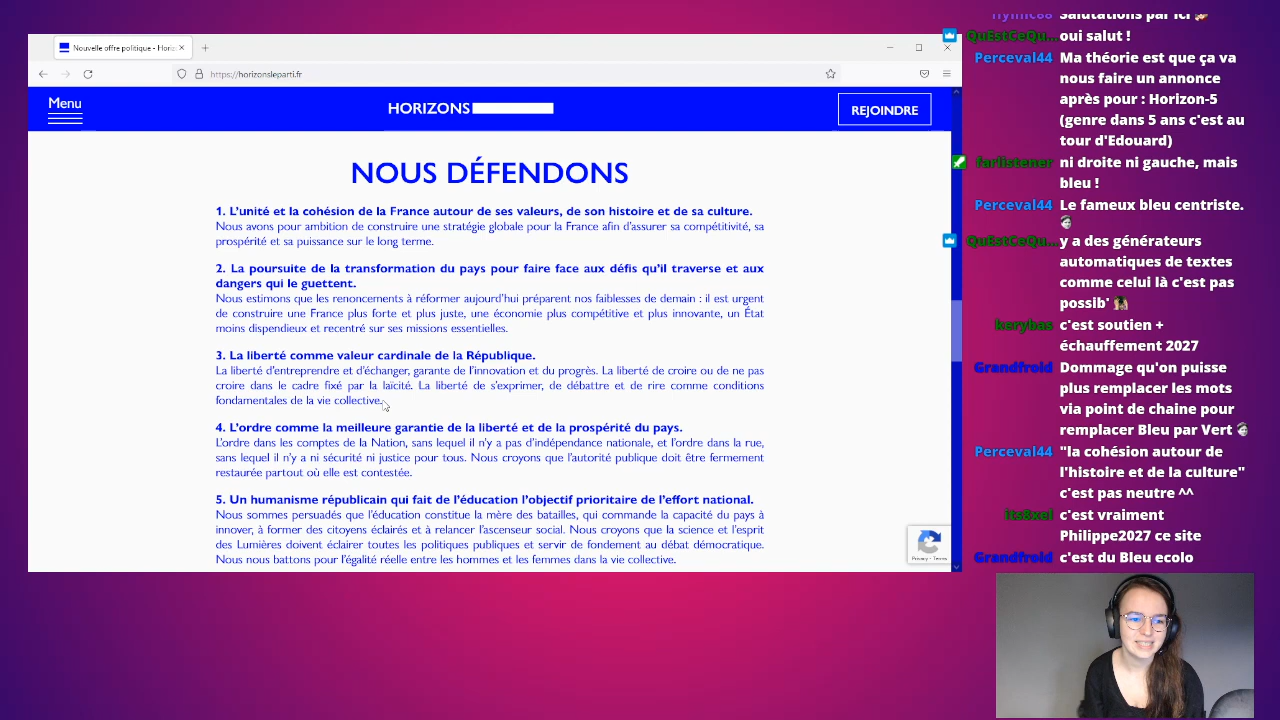 Nouvelle offre politique - Horiz
https://horizonsleparti.fr
Menu
HORIZONS
REJOINDRE
NOUS DÉFENDONS
1. L'unité et la cohésion de la France autour de ses valeurs, de son histoire et de sa culture.
Nous avons pour ambition de construire une stratégie globale pour la France afin d'assurer sa compétitivité, sa
prospérité et sa puissance sur le long terme.
2. La poursuite de la transformation du pays pour faire face aux défis qu'il traverse et aux
dangers qui le guettent.
Nous estimons que les renoncements à réformer aujourd'hui préparent nos faiblesses de demain : il est urgent
de construire une France plus forte et plus juste, une économie plus compétitive et plus innovante, un État
moins dispendieux et recentré sur ses missions essentielles.
3. La liberté comme valeur cardinale de la République.
La liberté d'entreprendre et d'échanger, garante de l'innovation et du progrès. La liberté de croire ou de ne pas
croire dans le cadre fixé par la laïcité. La liberté de s'exprimer, de débattre et de rire comme conditions
fondamentales de la vie collective.
4. L'ordre comme la meilleure garantie de la liberté et de la prospérité du pays.
L'ordre dans les comptes de la Nation, sans lequel il n'y a pas d'indépendance nationale, et l'ordre dans la rue,
sans lequel il n'y a ni sécurité ni justice pour tous. Nous croyons que l'autorité publique doit être fermement
restaurée partout où elle est contestée.
5. Un humanisme républicain qui fait de l'éducation l'objectif prioritaire de l'effort national.
Nous sommes persuadés que l'éducation constitue la mère des batailles, qui commande la capacité du pays à
innover, à former des citoyens éclairés et à relancer l'ascenseur social. Nous croyons que la science et l'esprit
des Lumières doivent éclairer toutes les politiques publiques et servir de fondement au débat démocratique.
Nous nous battons pour l'égalité réelle entre les hommes et les femmes dans la vie collective.
Privacy - Terms
Salutations par ici
QuEstCeQu... oui salut !
Perceval44 Ma théorie est que ça va
nous faire un annonce
après pour : Horizon-5
(genre dans 5 ans c'est au
tour d'Edouard)
farlistener ni droite ni gauche, mais
bleu !
Perceval44 Le fameux bleu centriste.
QuEstCeQu... y a des générateurs
automatiques de textes
comme celui là c'est pas
possib'
kerybas c'est soutien +
échauffement 2027
Grandfroid Dommage qu'on puisse
plus remplacer les mots
via point de chaine pour
remplacer Bleu par Vert
Perceval44 "la cohésion autour de
l'histoire et de la culture"
c'est pas neutre ^^
its&xel c'est vraiment
Philippe2027 ce site
Grandfroid c'est du Bleu ecolo